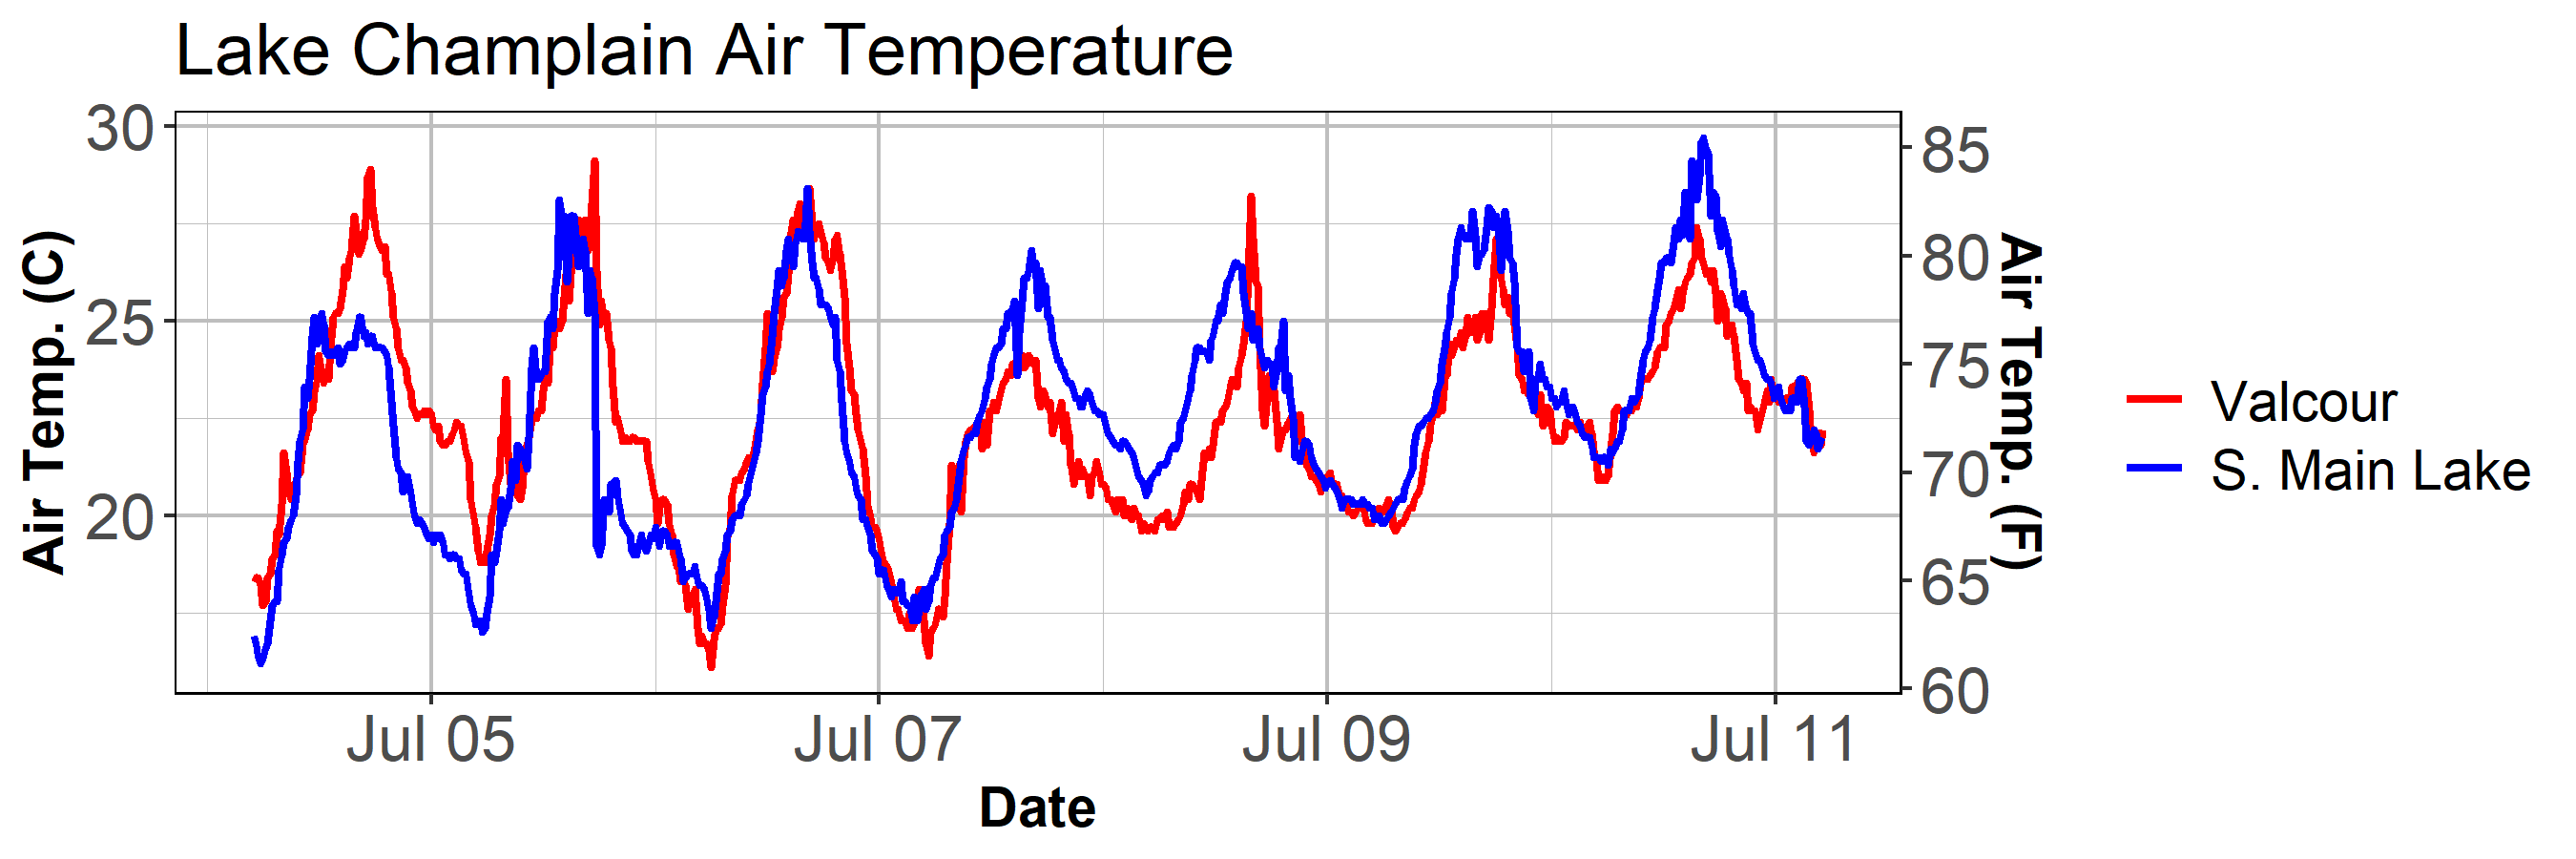 Lake Champlain Air Temperature
30
25
20
Air Temp. (C)
85
80
75
70
65
60
Air Temp. (F)
Jul 05
Jul 07
Jul 09
Jul 11
Date
Valcour
S. Main Lake